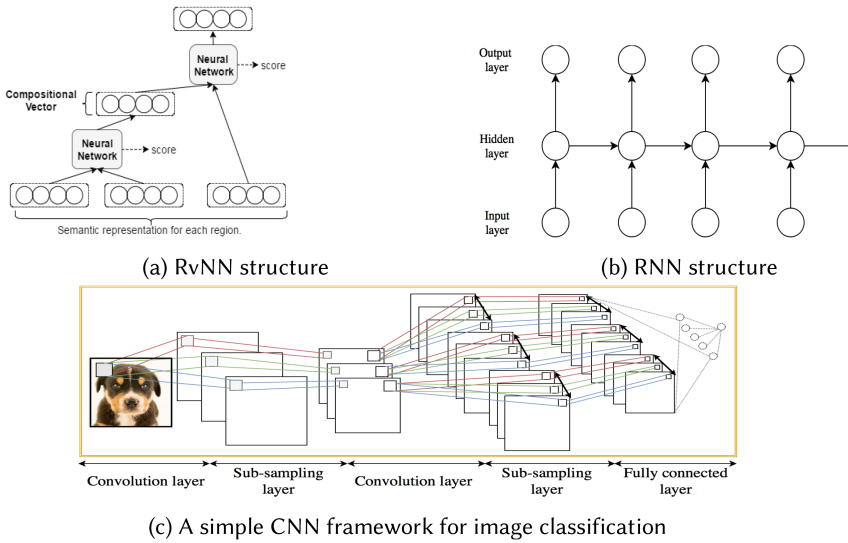 Neural
Network
score
Compositional
Vector
Neural
Network
score
Semantic representation for each region.
(a) RvNN structure
Output
layer
Hidden
layer
Input
layer
(b) RNN structure
Convolution layer
Sub-sampling
layer
Convolution layer
Sub-sampling
layer
Fully connected
layer
(c) A simple CNN framework for image classification